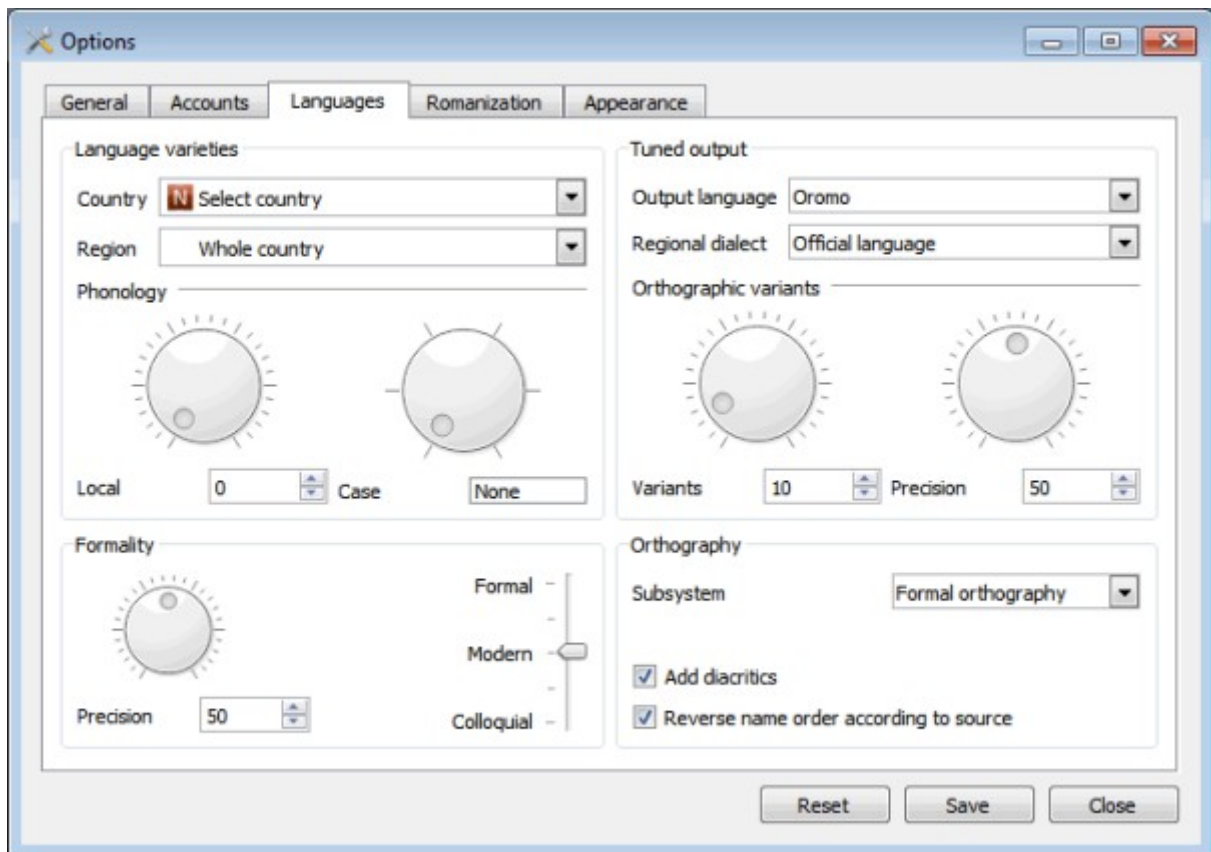 Options
General
Accounts
Languages
Romanization
Appearance
Language varieties
Country
N
Select country
Region
Whole country
Phonology
Local
0
Case
None
Tuned output
Output language
Oromo
Regional dialect
Official language
Orthographic variants
Variants
10
Precision
50
Formality
Precision
50
Formal
Modern
Colloquial
Orthography
Subsystem
Formal orthography
Add diacritics
Reverse name order according to source
Reset
Save
Close